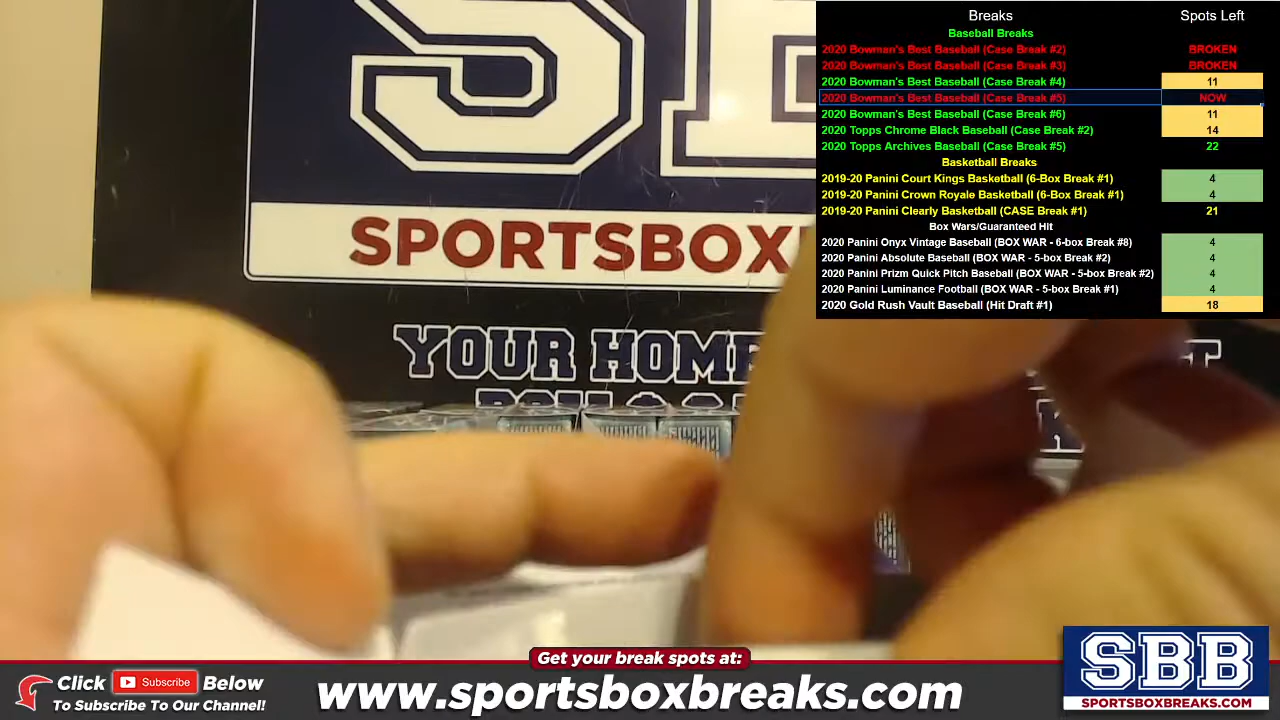 Breaks Spots Left
Baseball Breaks
2020 Bowman's Best Baseball (Case Break #2) BROKEN
2020 Bowman's Best Baseball (Case Break #3) BROKEN
2020 Bowman's Best Baseball (Case Break #4) 11
2020 Bowman's Best Baseball (Case Break #5) NOW
2020 Bowman's Best Baseball (Case Break #6) 11
2020 Topps Chrome Black Baseball (Case Break #2) 14
2020 Topps Archives Baseball (Case Break #5) 22
Basketball Breaks
2019-20 Panini Court Kings Basketball (6-Box Break #1) 4
2019-20 Panini Crown Royale Basketball (6-Box Break #1) 4
2019-20 Panini Clearly Basketball (CASE Break #1) 21
Box Wars/Guaranteed Hit
2020 Panini Onyx Vintage Baseball (BOX WAR - 6-box Break #8) 4
2020 Panini Absolute Baseball (BOX WAR - 5-box Break #2) 4
2020 Panini Prizm Quick Pitch Baseball (BOX WAR - 5-box Break #2) 4
2020 Panini Luminance Football (BOX WAR - 5-box Break #1) 4
2020 Gold Rush Vault Baseball (Hit Draft #1) 18
SPORTSBOX
YOUR HOME
Get your break spots at:
Click Subscribe Below
To Subscribe To Our Channel!
www.sportsboxbreaks.com
SBB
SPORTSBOXBREAKS.COM